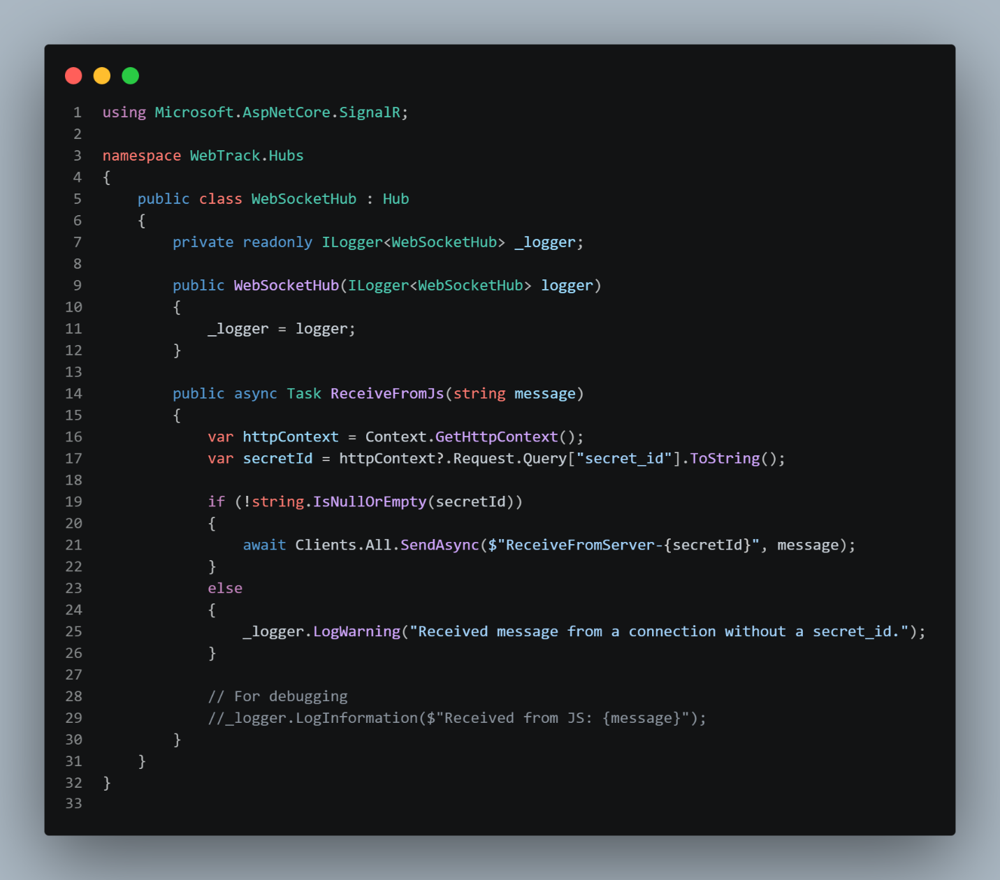 1 using Microsoft.AspNetCore.SignalR;
2
3 namespace WebTrack.Hubs
4 {
5     public class WebSocketHub : Hub
6     {
7         private readonly ILogger<WebSocketHub> _logger;
8
9         public WebSocketHub(ILogger<WebSocketHub> logger)
10         {
11             _logger = logger;
12         }
13
14         public async Task ReceiveFromJs(string message)
15         {
16             var httpContext = Context.GetHttpContext();
17             var secretId = httpContext?.Request.Query["secret_id"].ToString();
18
19             if (!string.IsNullOrEmpty(secretId))
20             {
21                 await Clients.All.SendAsync($"ReceiveFromServer-{secretId}", message);
22             }
23             else
24             {
25                 _logger.LogWarning("Received message from a connection without a secret_id.");
26             }
27
28             // For debugging
29             //_logger.LogInformation($"Received from JS: {message}");
30         }
31     }
32 }
33